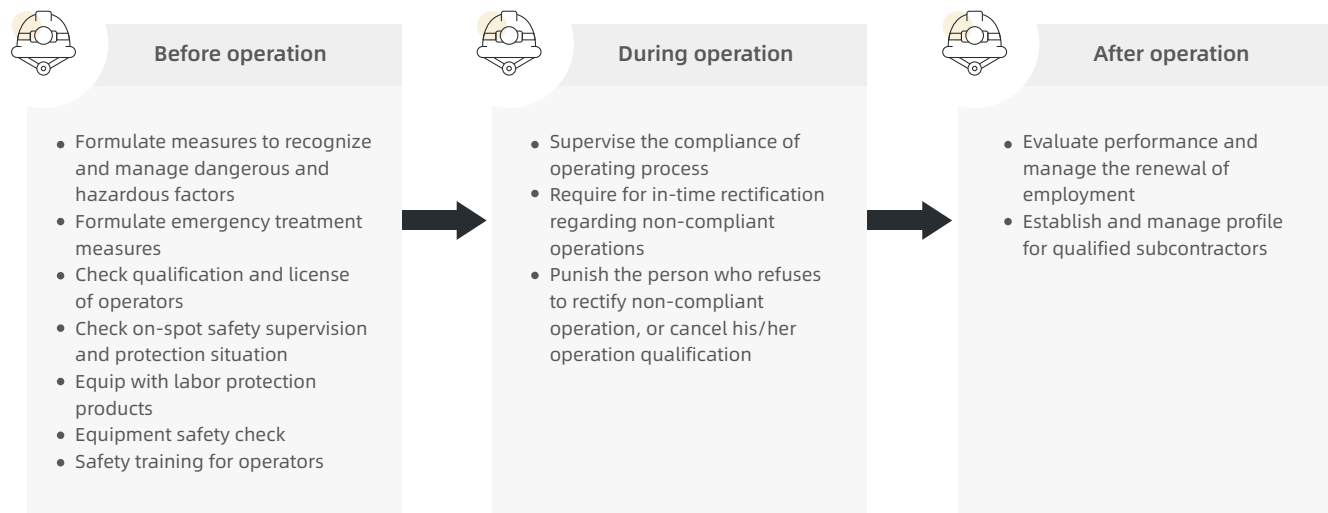 Before operation
Formulate measures to recognize
and manage dangerous and
hazardous factors
Formulate emergency treatment
measures
Check qualification and license
of operators
Check on-spot safety supervision
and protection situation
Equip with labor protection
products
Equipment safety check
Safety training for operators
During operation
Supervise the compliance of
operating process
Require for in-time rectification
regarding non-compliant
operations
Punish the person who refuses
to rectify non-compliant
operation, or cancel his/her
operation qualification
After operation
Evaluate performance and
manage the renewal of
employment
Establish and manage profile
for qualified subcontractors